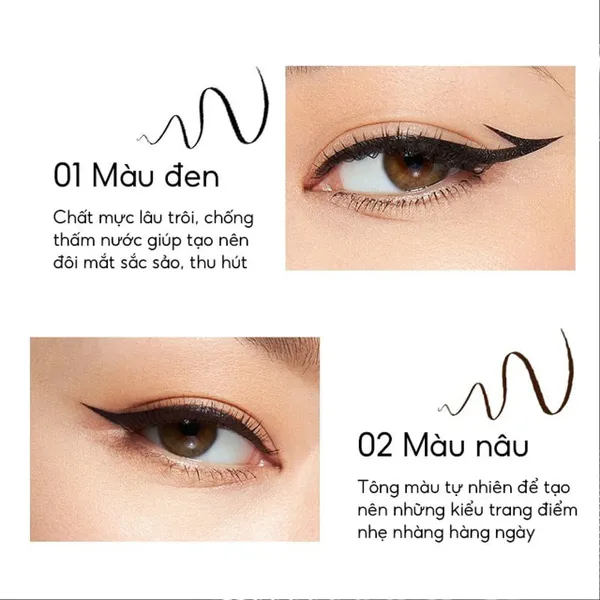 01 Màu đen
Chất mực lâu trôi, chống
thấm nước giúp tạo nên
đôi mắt sắc sảo, thu hút
02 Màu nâu
Tông màu tự nhiên để tạo
nên những kiểu trang điểm
nhẹ nhàng hàng ngày